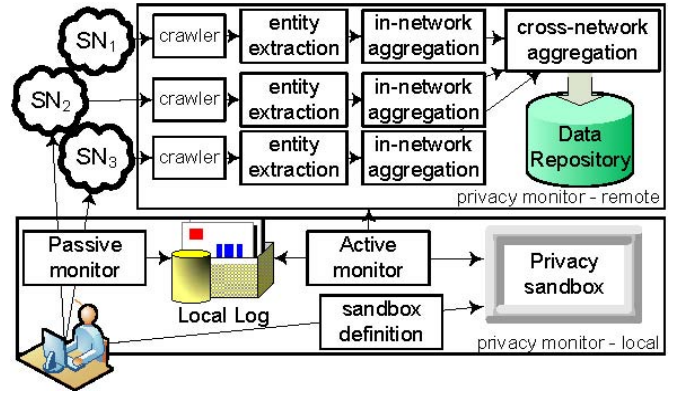 SN1
crawler
entity
extraction
in-network
aggregation
cross-network
aggregation
SN2
crawler
entity
extraction
in-network
aggregation
SN3
crawler
entity
extraction
in-network
aggregation
Data
Repository
privacy monitor - remote
Passive
monitor
Local Log
Active
monitor
Privacy
sandbox
sandbox
definition
privacy monitor - local